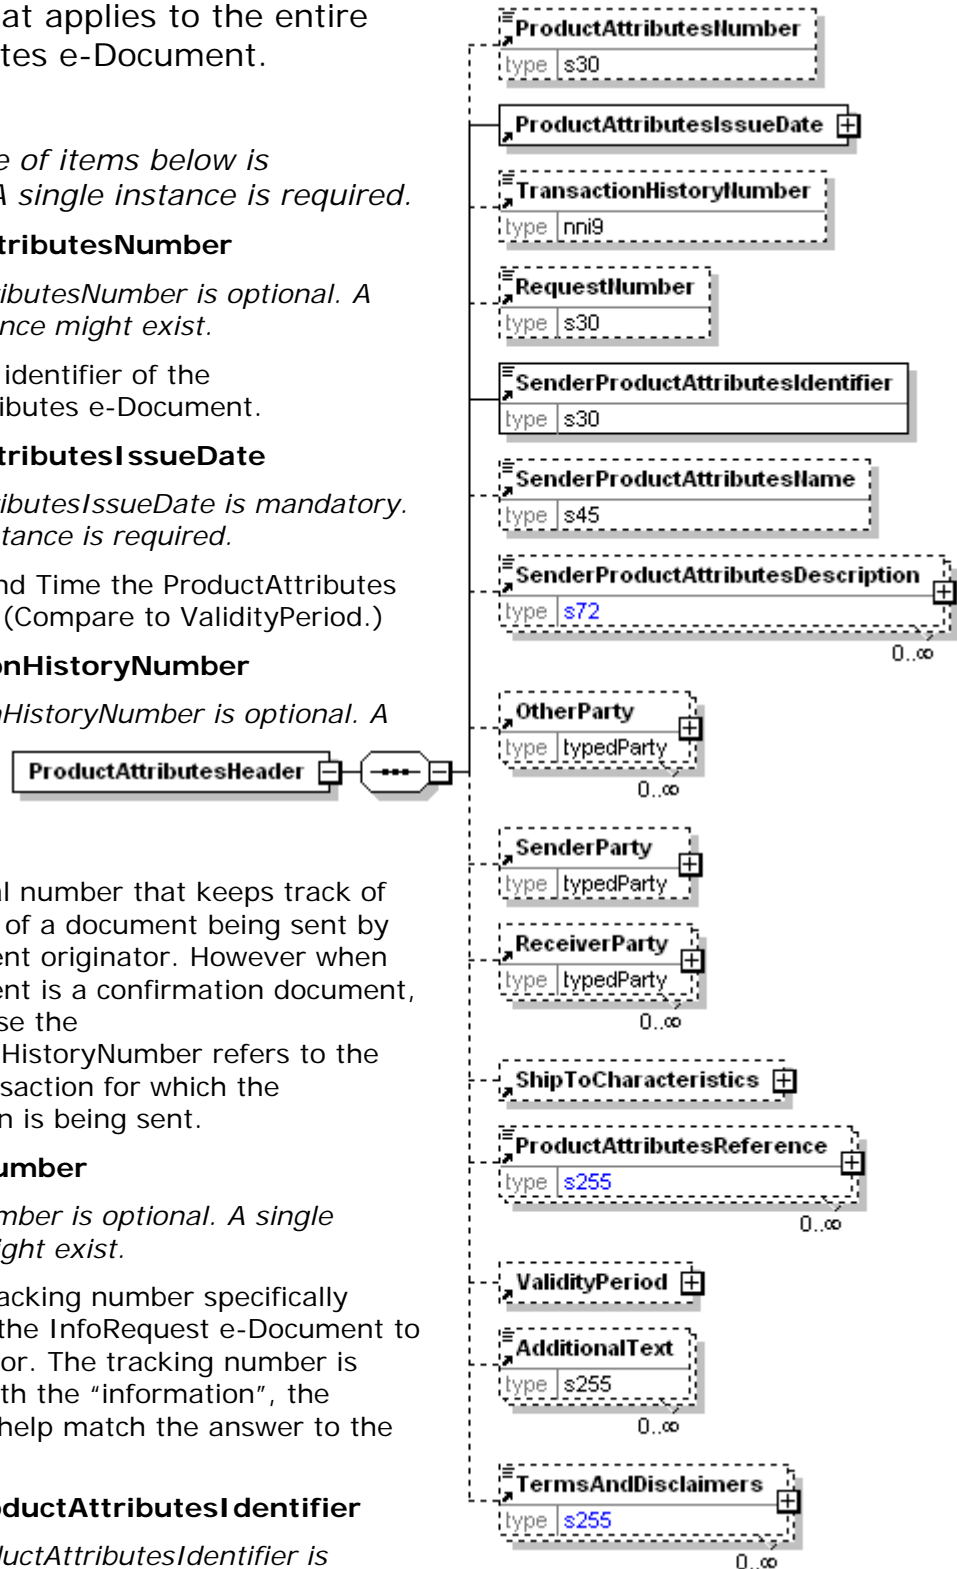 at applies to the entire
tes e-Document.
e of items below is
A single instance is required.
tributesNumber
ributesNumber is optional. A
nce might exist.
identifier of the
ributes e-Document.
tributesIssueDate
ributesIssueDate is mandatory.
tance is required.
nd Time the ProductAttributes
(Compare to ValidityPeriod.)
onHistoryNumber
nHistoryNumber is optional. A
al number that keeps track of
of a document being sent by
ent originator. However when
ent is a confirmation document,
se the
HistoryNumber refers to the
nsaction for which the
n is being sent.
umber
mber is optional. A single
ight exist.
acking number specifically
the InfoRequest e-Document to
or. The tracking number is
th the “information”, the
help match the answer to the
oductAttributesIdentifier
ductAttributesIdentifier is
ProductAttributesHeader
ProductAttributesNumber
type s30
ProductAttributesIssueDate
TransactionHistoryNumber
type nni9
RequestNumber
type s30
SenderProductAttributesIdentifier
type s30
SenderProductAttributesName
type s45
SenderProductAttributesDescription
type s72
0..∞
OtherParty
type typedParty
0..∞
SenderParty
type typedParty
ReceiverParty
type typedParty
0..∞
ShipToCharacteristics
ProductAttributesReference
type s255
0..∞
ValidityPeriod
AdditionalText
type s255
0..∞
TermsAndDisclaimers
type s255
0..∞